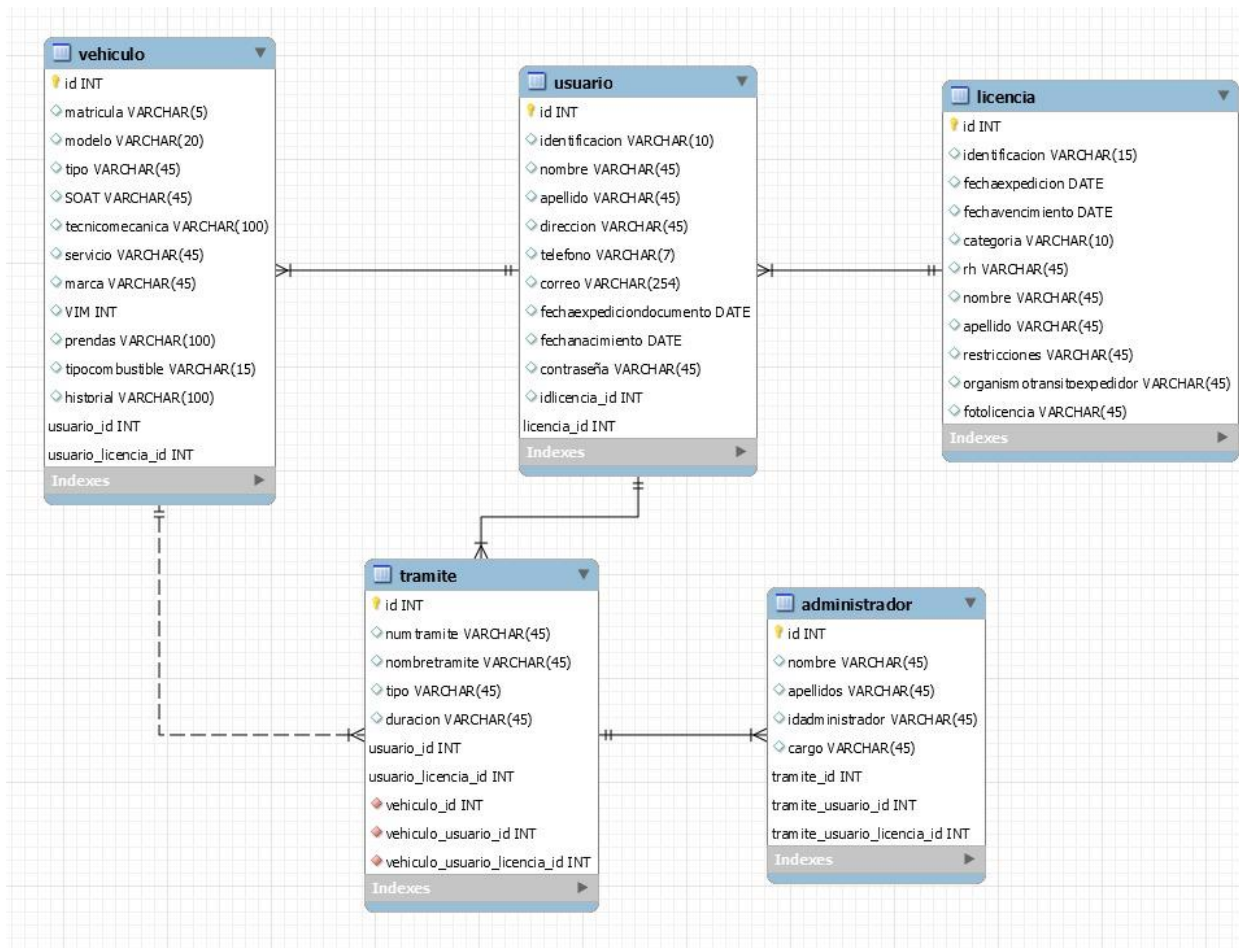 vehiculo
id INT
matricula VARCHAR(5)
modelo VARCHAR(20)
tipo VARCHAR(45)
SOAT VARCHAR(45)
tecnicomecanica VARCHAR(100)
servicio VARCHAR(45)
marca VARCHAR(45)
VIM INT
prendas VARCHAR(100)
tipocombustible VARCHAR(15)
historial VARCHAR(100)
usuario_id INT
usuario_licencia_id INT
Indexes
usuario
id INT
identificacion VARCHAR(10)
nombre VARCHAR(45)
apellido VARCHAR(45)
direccion VARCHAR(45)
telefono VARCHAR(7)
correo VARCHAR(254)
fechaexpediciondocumento DATE
fechanacimiento DATE
contraseña VARCHAR(45)
idlicencia_id INT
licencia_id INT
Indexes
licencia
id INT
identificacion VARCHAR(15)
fechaexpedicion DATE
fechavencimiento DATE
categoria VARCHAR(10)
rh VARCHAR(45)
nombre VARCHAR(45)
apellido VARCHAR(45)
restricciones VARCHAR(45)
organismotransitoexpedidor VARCHAR(45)
fotolicencia VARCHAR(45)
Indexes
tramite
id INT
numtramite VARCHAR(45)
nombretramite VARCHAR(45)
tipo VARCHAR(45)
duracion VARCHAR(45)
usuario_id INT
usuario_licencia_id INT
vehiculo_id INT
vehiculo_usuario_id INT
vehiculo_usuario_licencia_id INT
Indexes
administrador
id INT
nombre VARCHAR(45)
apellidos VARCHAR(45)
idadministrador VARCHAR(45)
cargo VARCHAR(45)
tramite_id INT
tramite_usuario_id INT
tramite_usuario_licencia_id INT
Indexes